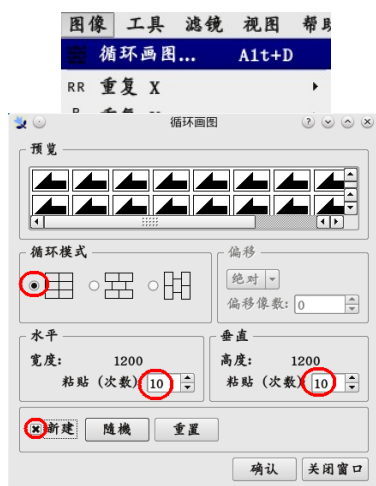 图像 工具 滤镜 视图
循环画图... Alt+D
RR 重复 X
循环画图
预览
循环模式
偏移
绝对
偏移像数: 0
水平
宽度: 1200
粘贴 (次数) 10
垂直
高度: 1200
粘贴 (次数) 10
新建 随機 重置
确认 关闭窗口